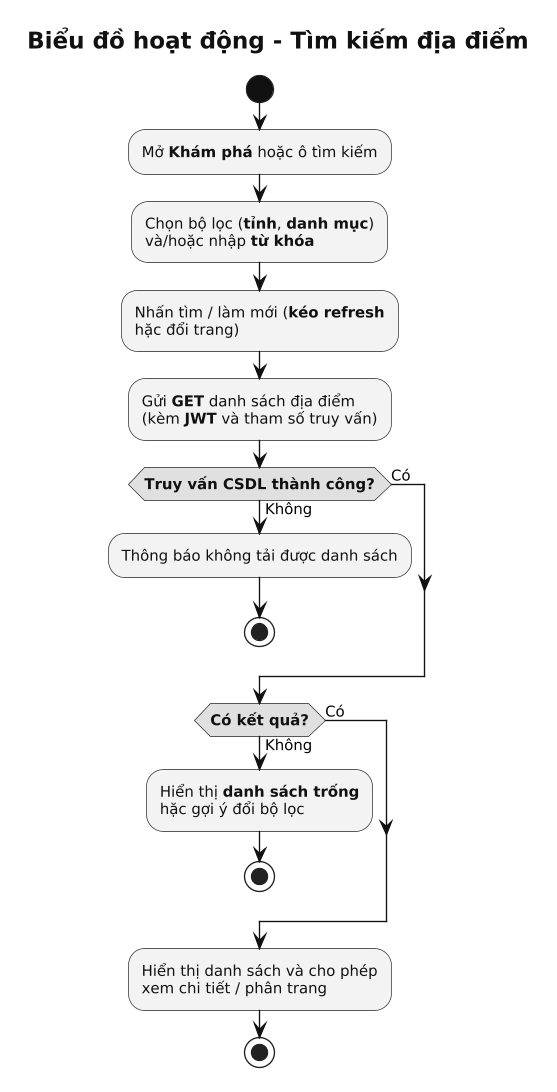 Biểu đồ hoạt động - Tìm kiếm địa điểm
Mở Khám phá hoặc ô tìm kiếm
Chọn bộ lọc (tỉnh, danh mục)
và/hoặc nhập từ khóa
Nhấn tìm / làm mới (kéo refresh
hặc đổi trang)
Gửi GET danh sách địa điểm
(kèm JWT và tham số truy vấn)
Truy vấn CSDL thành công?
Có
Không
Thông báo không tải được danh sách
Có kết quả?
Có
Không
Hiển thị danh sách trống
hặc gợi ý đổi bộ lọc
Hiển thị danh sách và cho phép
xem chi tiết / phân trang